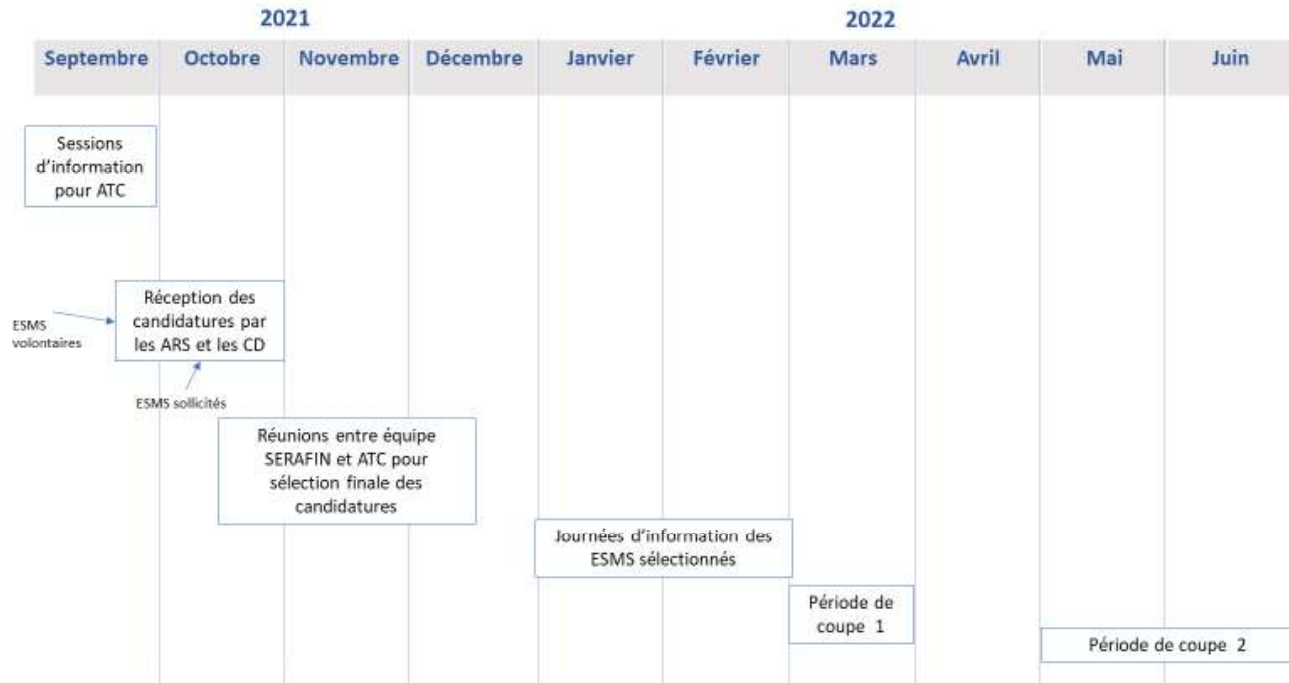 2021
2022
Septembre
Octobre
Novembre
Décembre
Janvier
Février
Mars
Avril
Mai
Juin
Sessions
d'information
pour ATC
Réception des
candidatures par
les ARS et les CD
ESMS
volontaires
ESMS sollicités
Réunions entre équipe
SERAFIN et ATC pour
sélection finale des
candidatures
Journées d'information des
ESMS sélectionnés
Période de
coupe 1
Période de coupe 2